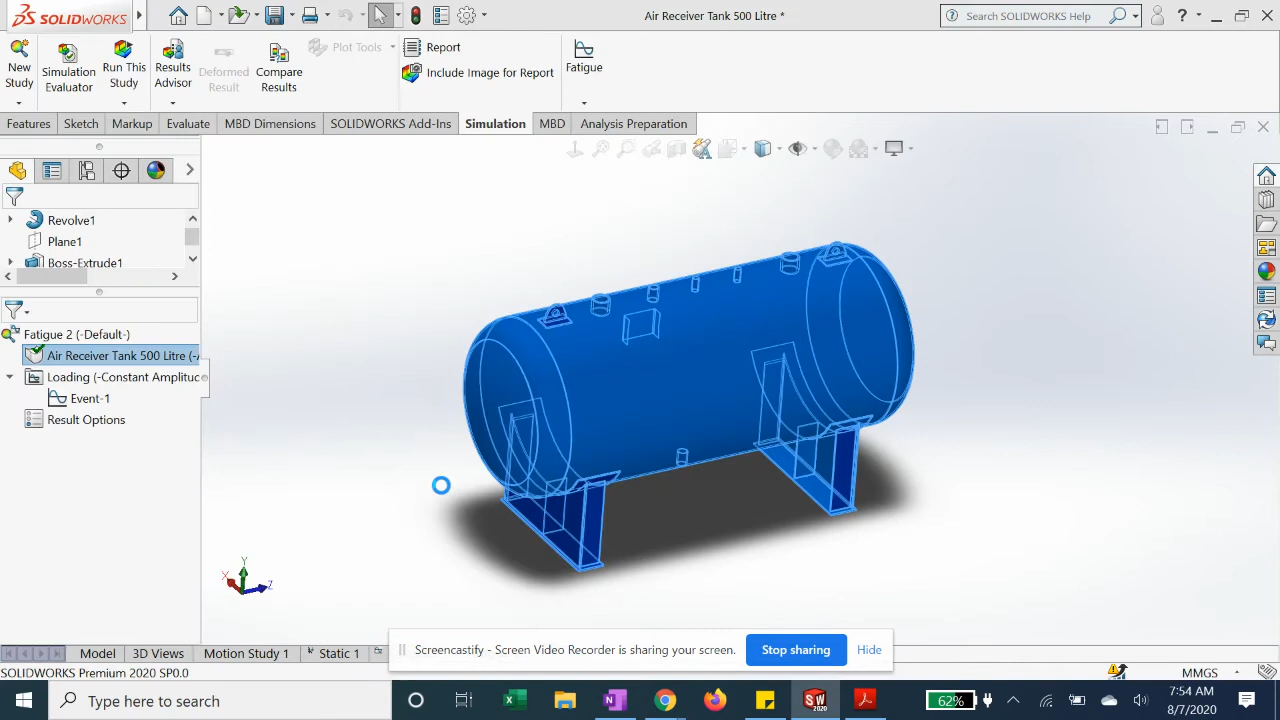 SOLIDWORKS
Air Receiver Tank 500 Litre *
Search SOLIDWORKS Help
?
New Study
Simulation Evaluator
Run This Study
Results Advisor
Deformed Result
Compare Results
Plot Tools
Report
Include Image for Report
Fatigue
Features Sketch Markup Evaluate MBD Dimensions SOLIDWORKS Add-Ins Simulation MBD Analysis Preparation
Revolve1
Plane1
Boss-Extrude1
Fatigue 2 (-Default-)
Air Receiver Tank 500 Litre (-
Loading (-Constant Amplituc
Event-1
Result Options
Y
X
Z
Screencastify - Screen Video Recorder is sharing your screen. Stop sharing Hide
Model 3D Views Motion Study 1 Static 1
SOLIDWORKS Premium 2020 SP0.0
MMGS
Type here to search
SW
2020
62%
7:54 AM
8/7/2020